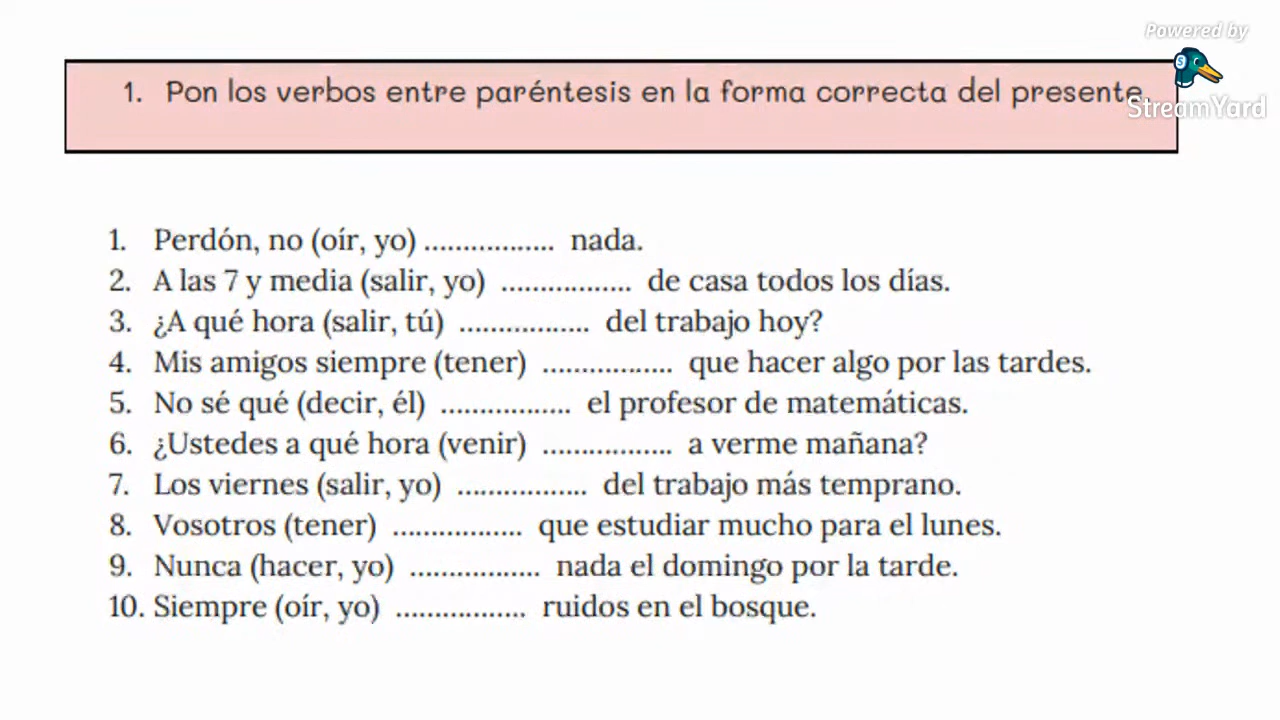 Powered by
StreamYard
1. Pon los verbos entre paréntesis en la forma correcta del presente.
1. Perdón, no (oír, yo) ................. nada.
2. A las 7 y media (salir, yo) ................. de casa todos los días.
3. ¿A qué hora (salir, tú) ................. del trabajo hoy?
4. Mis amigos siempre (tener) ................. que hacer algo por las tardes.
5. No sé qué (decir, él) ................. el profesor de matemáticas.
6. ¿Ustedes a qué hora (venir) ................. a verme mañana?
7. Los viernes (salir, yo) ................. del trabajo más temprano.
8. Vosotros (tener) ................. que estudiar mucho para el lunes.
9. Nunca (hacer, yo) ................. nada el domingo por la tarde.
10. Siempre (oír, yo) ................. ruidos en el bosque.